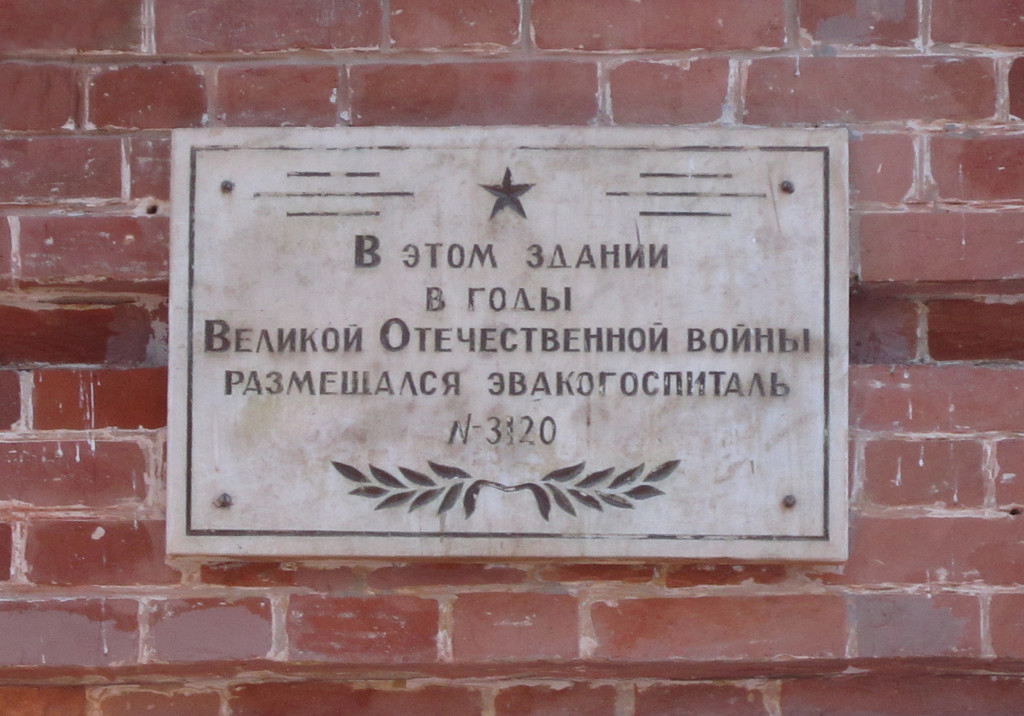 В этом здании
в годы
Великой Отечественной войны
размещался эвакогоспиталь
N-3120